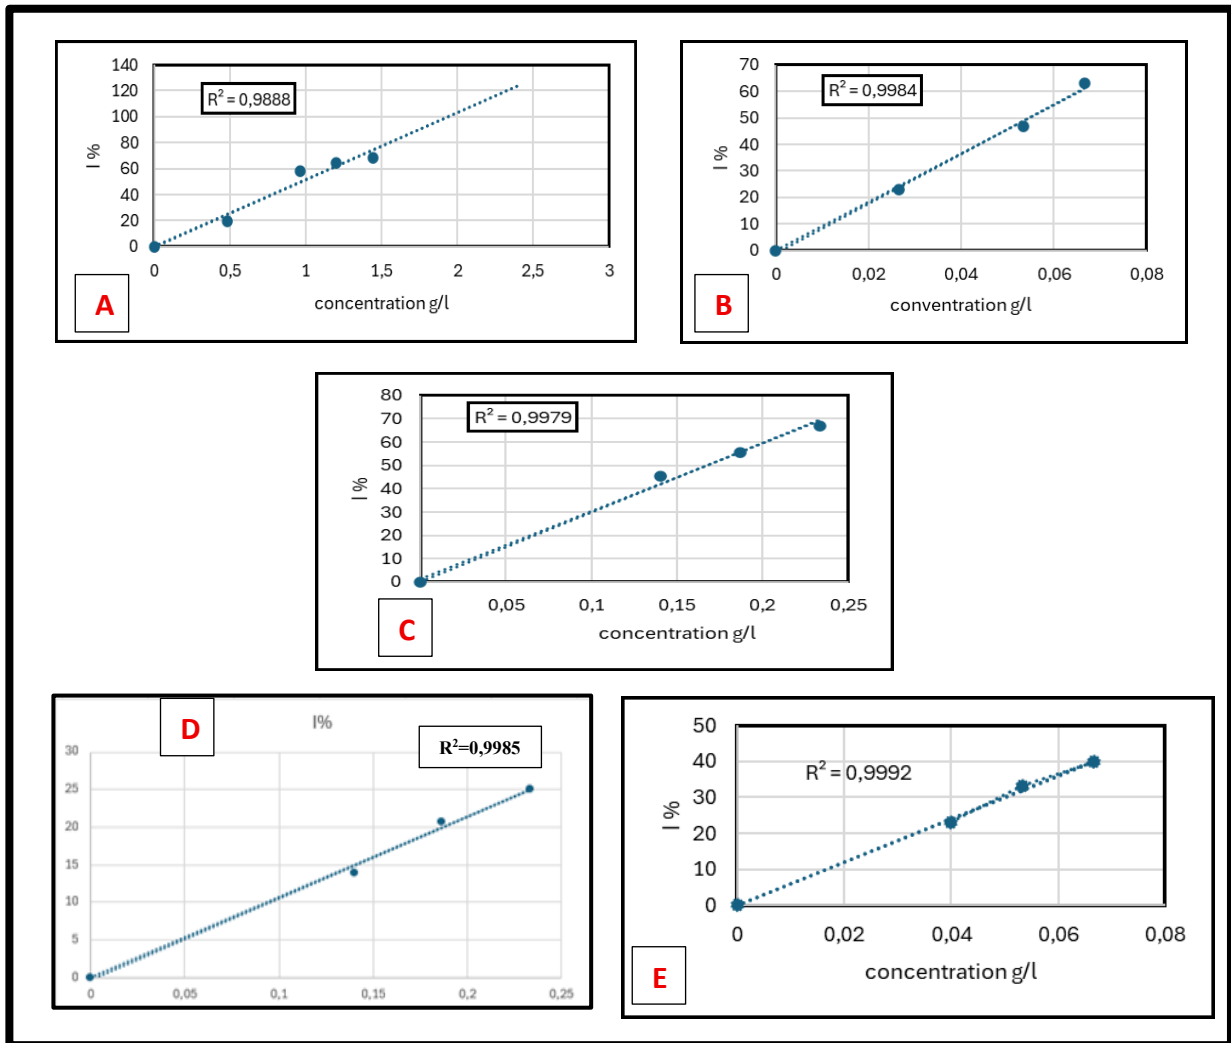 140
120
100
80
60
40
20
0
I %
R² = 0,9888
0 0,5 1 1,5 2 2,5 3
concentration g/l
A
70
60
50
40
30
20
10
0
I %
R² = 0,9984
0 0,02 0,04 0,06 0,08
conventration g/l
B
80
70
60
50
40
30
20
10
0
I %
R² = 0,9979
0,05 0,1 0,15 0,2 0,25
concentration g/l
C
D
I%
R²=0,9985
30
25
20
15
10
5
0
0 0,05 0,1 0,15 0,2 0,25
50
40
30
20
10
0
I %
R² = 0,9992
0 0,02 0,04 0,06 0,08
concentration g/l
E